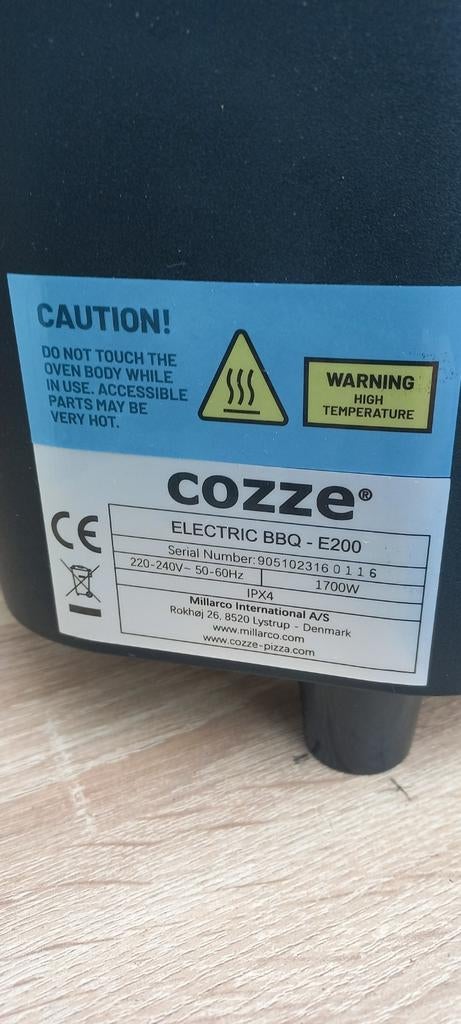 CAUTION!
DO NOT TOUCH THE
OVEN BODY WHILE
IN USE. ACCESSIBLE
PARTS MAY BE
VERY HOT.
WARNING
HIGH
TEMPERATURE
cozze®
CE
ELECTRIC BBQ - E200
Serial Number: 905102316 0 1 1 6
220-240V~ 50-60Hz 1700W
IPX4
Millarco International A/S
Rokhøj 26, 8520 Lystrup - Denmark
www.millarco.com
www.cozze-pizza.com